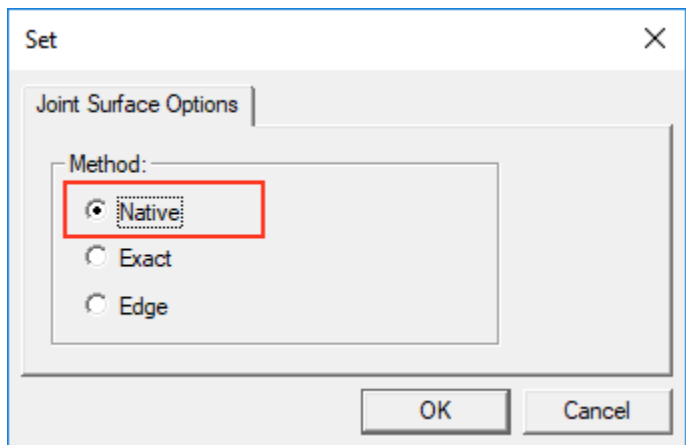 Set
Joint Surface Options
Method:
Native
Exact
Edge
OK
Cancel